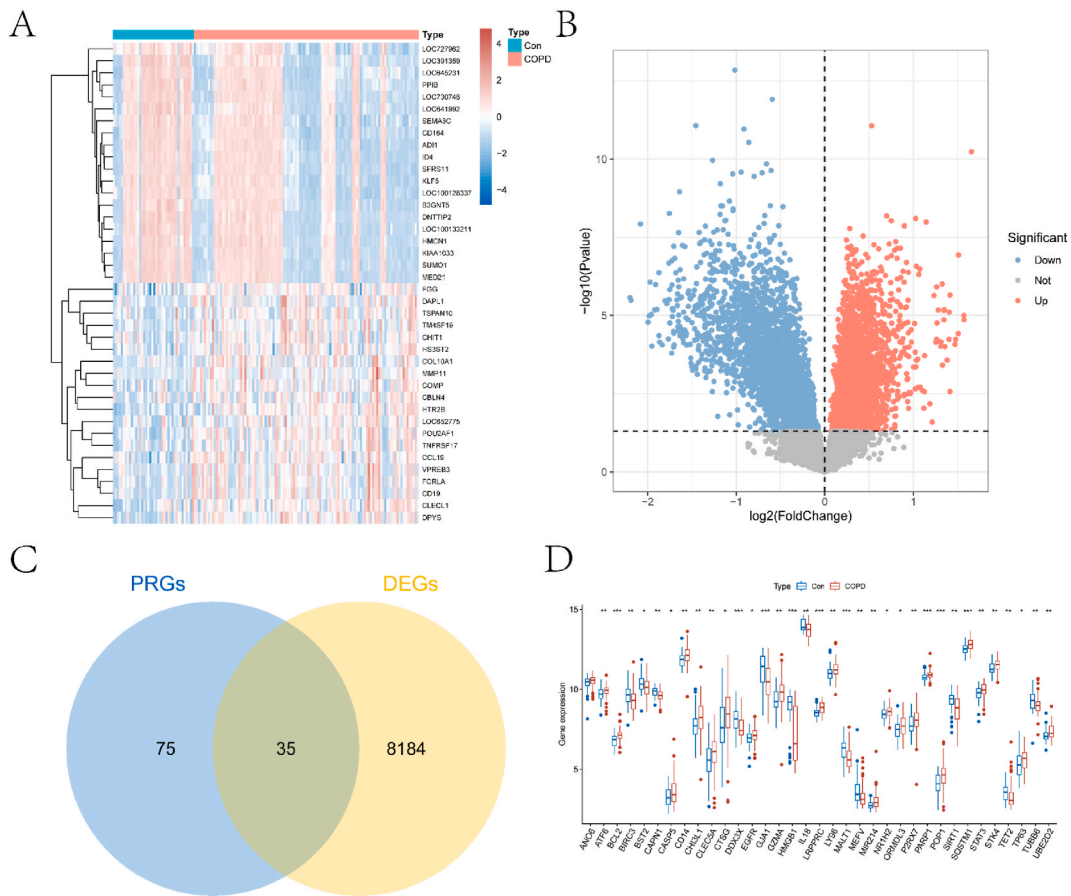 A
Type
Con
COPD
Type
4
2
0
−2
−4
LOC727962
LOC391359
LOC645231
PPIB
LOC730746
LOC641992
SEMA3C
CD164
ADI1
ID4
SFRS11
KLF5
LOC100128337
B3GNT5
DNTTIP2
LOC100133211
HMCN1
KIAA1033
SUMO1
MED21
FGG
DAPL1
TSPAN10
TM4SF19
CHIT1
HS3ST2
COL10A1
MMP11
COMP
CBLN4
HTR2B
LOC652775
POU2AF1
TNFRSF17
CCL19
VPREB3
FCRLA
CD19
CLECL1
DPYS
B
−log10(Pvalue)
10
5
0
−2
−1
0
1
log2(FoldChange)
Significant
Down
Not
Up
C
PRGs
DEGs
75
35
8184
D
Type
Con
COPD
Gene expression
15
10
5
ANO6
ATF6
BCL2
BIRC3
BST2
CAPN1
CASP5
CD14
CHI3L1
CLEC5A
CTSG
DDX3X
EGFR
GJA1
GZMA
HMGB1
IL18
LRPPRC
LY96
MALT1
MEFV
MIR214
NR1H2
ORMDL3
P2RX7
PARP1
POP1
SIRT1
SQSTM1
STAT3
STK4
TET2
TP63
TUBB6
UBE2D2